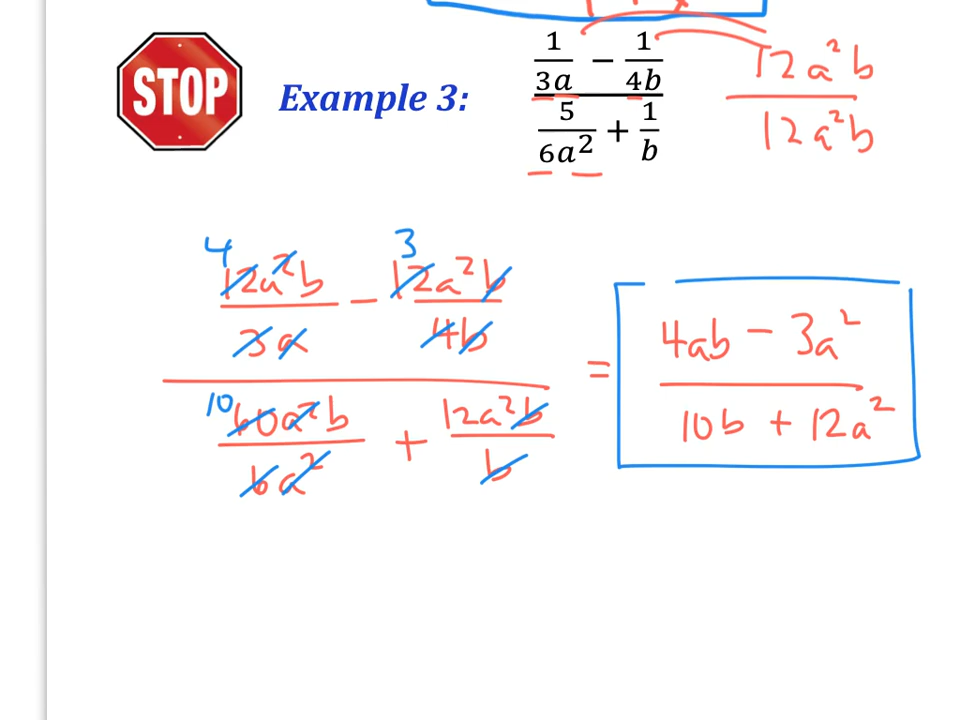 STOP
Example 3:
1/3a − 1/4b
5/6a² + 1/b
12a²b
12a²b
4 3
12a²b/3a − 12a²b/4b
10
60a²b/6a² + 12a²b/b
= 4ab − 3a²
10b + 12a²